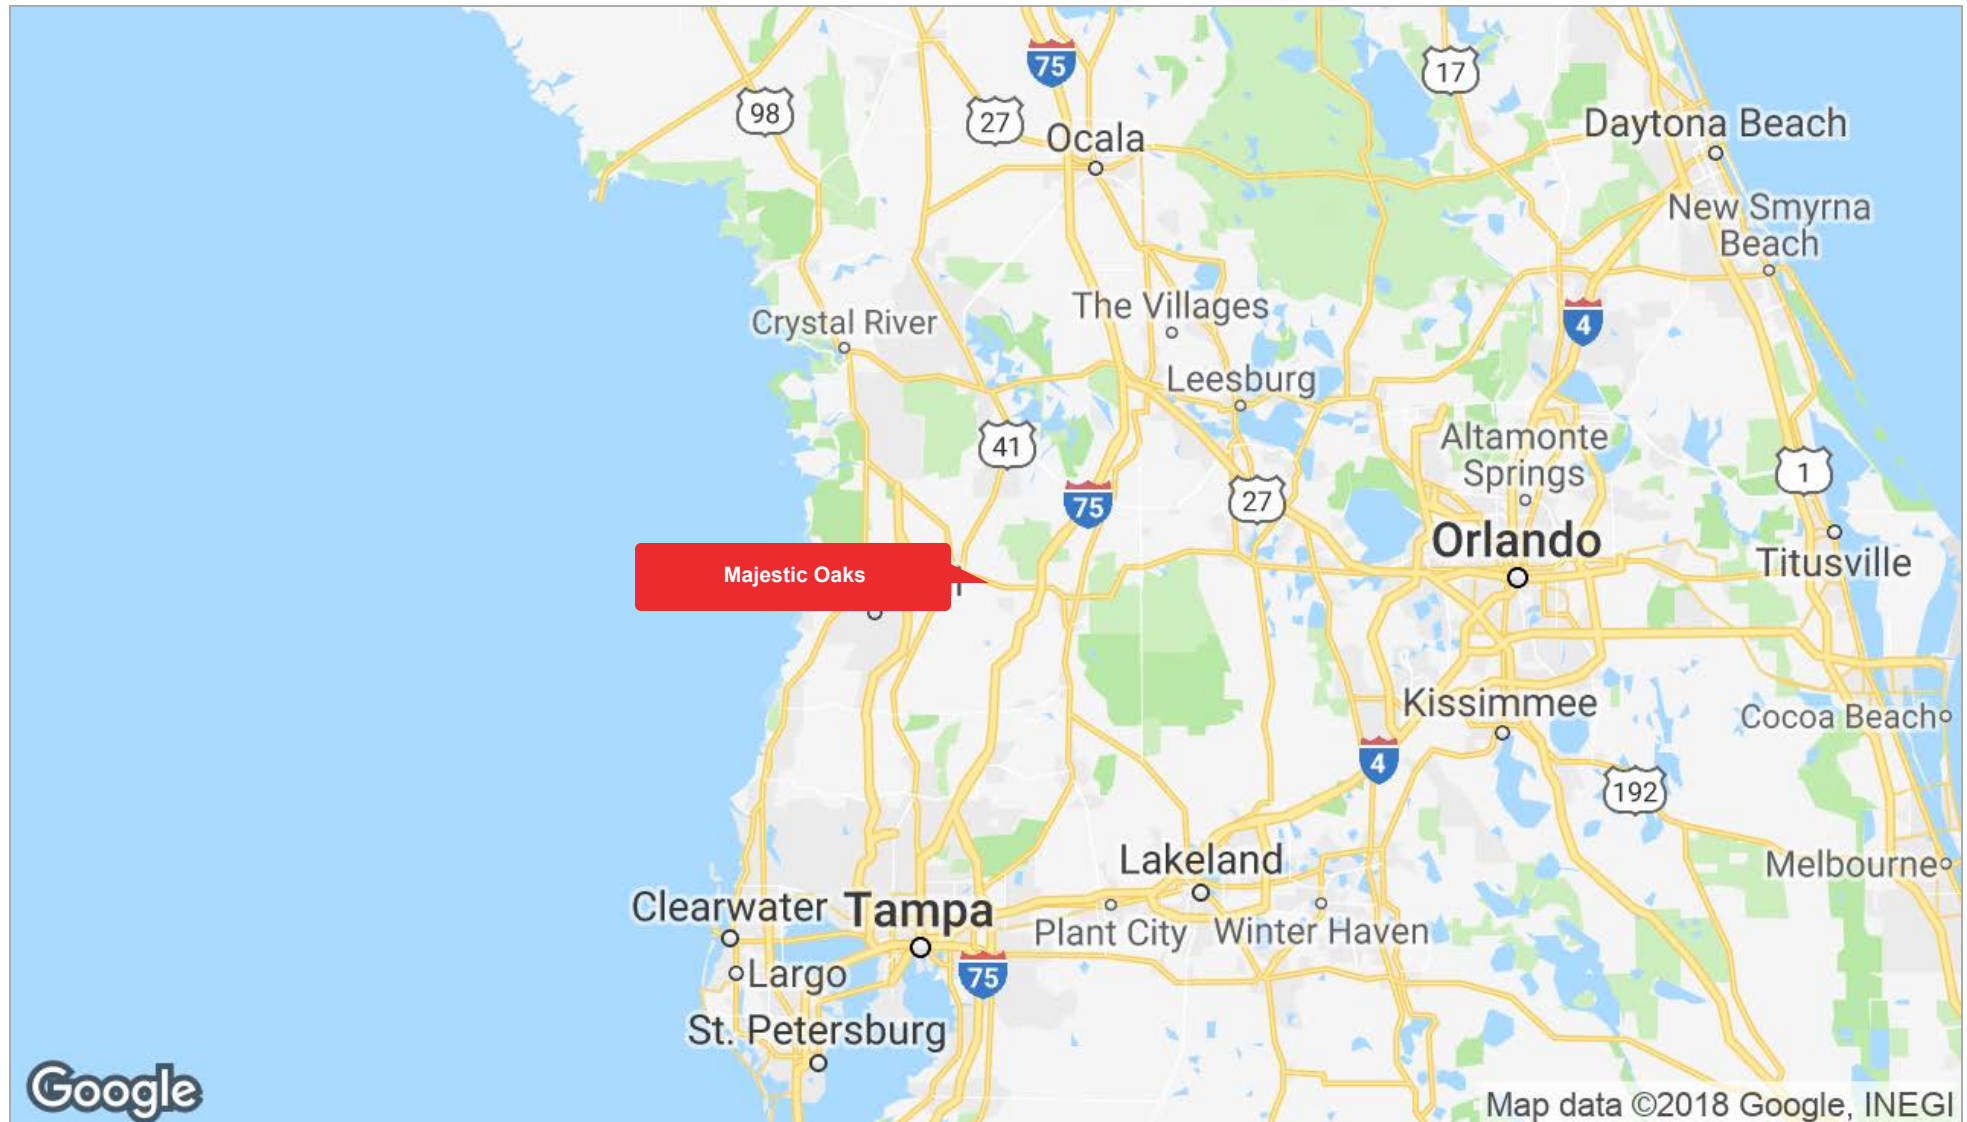 75
17
98
27
Ocala
Daytona Beach
New Smyrna
Beach
The Villages
Crystal River
4
Leesburg
41
Altamonte
Springs
1
27
75
Orlando
Titusville
Majestic Oaks
Kissimmee
Cocoa Beach
4
192
Lakeland
Melbourne
Clearwater
Tampa
Plant City
Winter Haven
Largo
75
St. Petersburg
Google
Map data ©2018 Google, INEGI